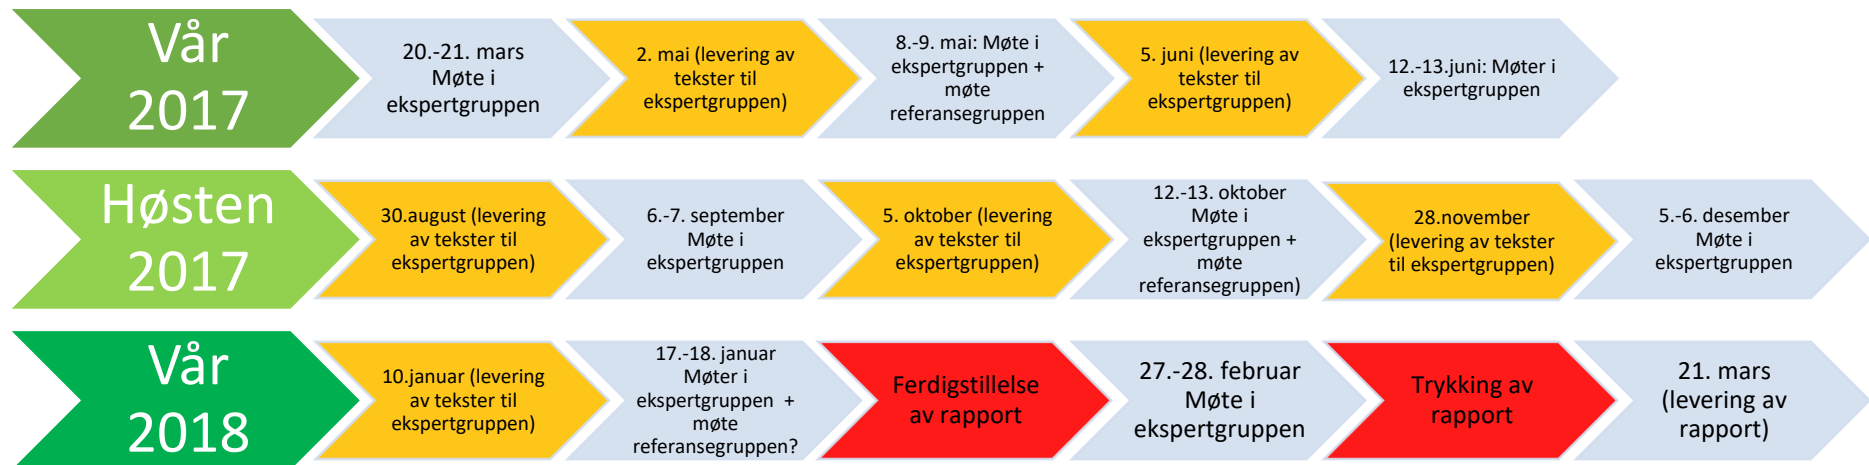 Vår
2017
20.-21. mars
Møte i
ekspertgruppen
2. mai (levering av
tekster til
ekspertgruppen)
8.-9. mai: Møte i
ekspertgruppen +
møte
referansegruppen
5. juni (levering av
tekster til
ekspertgruppen)
12.-13.juni: Møter i
ekspertgruppen
Høsten
2017
30.august (levering
av tekster til
ekspertgruppen)
6.-7. september
Møte i
ekspertgruppen
5. oktober (levering
av tekster til
ekspertgruppen)
12.-13. oktober
Møte i
ekspertgruppen +
møte
referansegruppen)
28.november
(levering av tekster
til ekspertgruppen)
5.-6. desember
Møte i
ekspertgruppen
Vår
2018
10.januar (levering
av tekster til
ekspertgruppen)
17.-18. januar
Møter i
ekspertgruppen +
møte
referansegruppen?
Ferdigstillelse
av rapport
27.-28. februar
Møte i
ekspertgruppen
Trykking av
rapport
21. mars
(levering av
rapport)